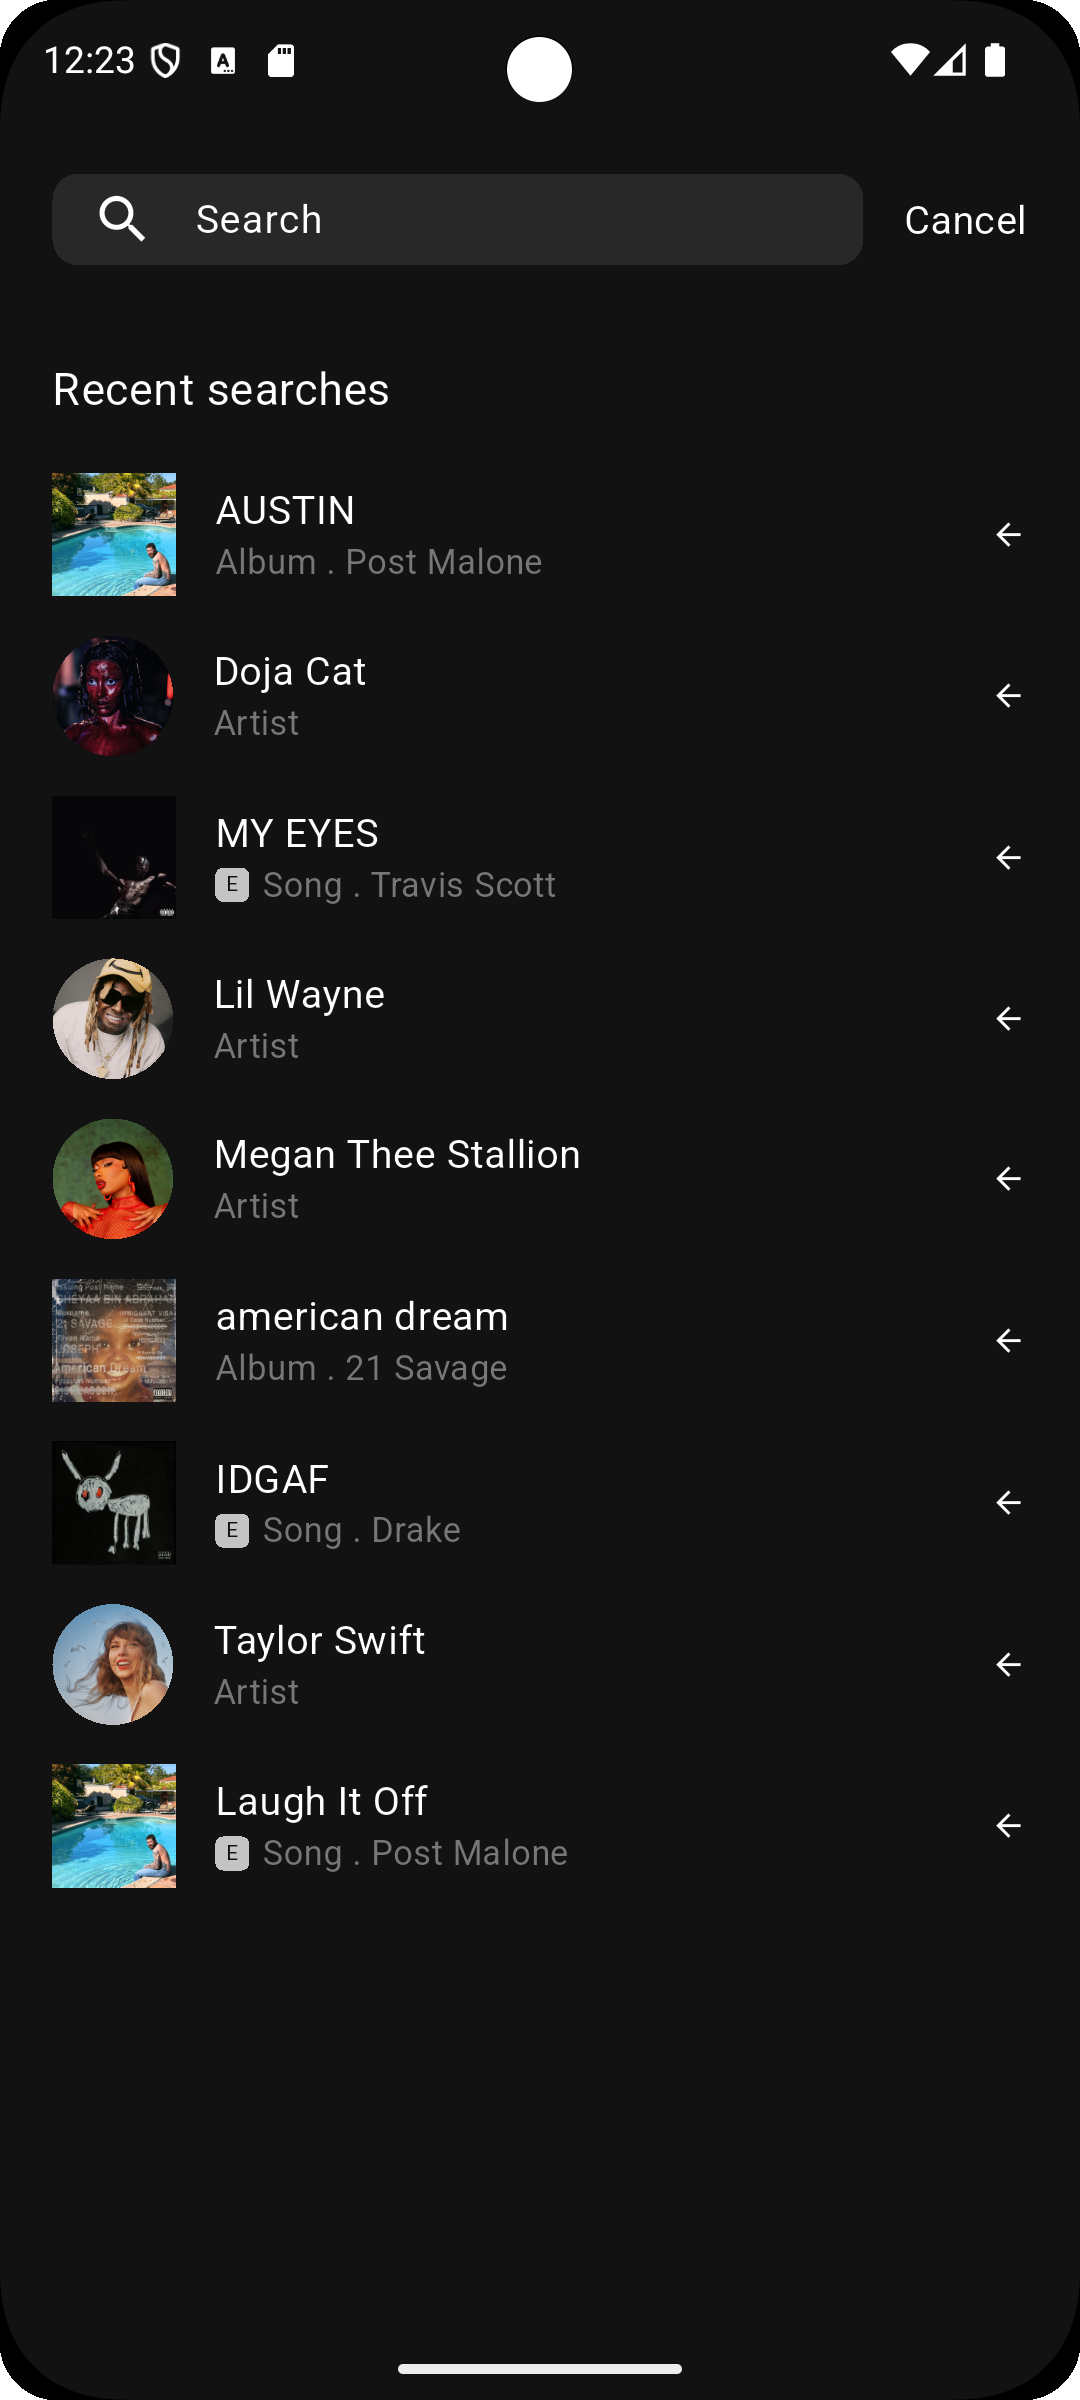 12:23
Search
Cancel
Recent searches
AUSTIN
Album . Post Malone
Doja Cat
Artist
MY EYES
E Song . Travis Scott
Lil Wayne
Artist
Megan Thee Stallion
Artist
american dream
Album . 21 Savage
IDGAF
E Song . Drake
Taylor Swift
Artist
Laugh It Off
E Song . Post Malone